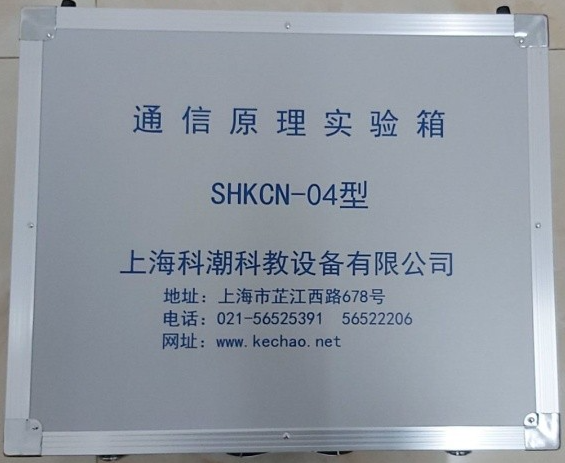 通信原理实验箱
SHKCN-04型
上海科潮科教设备有限公司
地址：上海市芷江西路678号
电话：021-56525391 56522206
网址：www.kechao.net